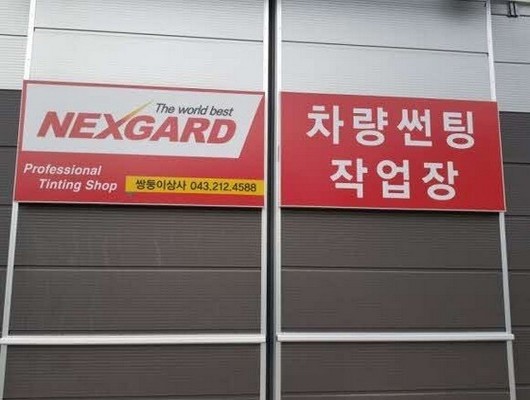 The world best
NEXGARD
Professional
Tinting Shop
쌍둥이상사 043.212.4588
차량썬팅
작업장